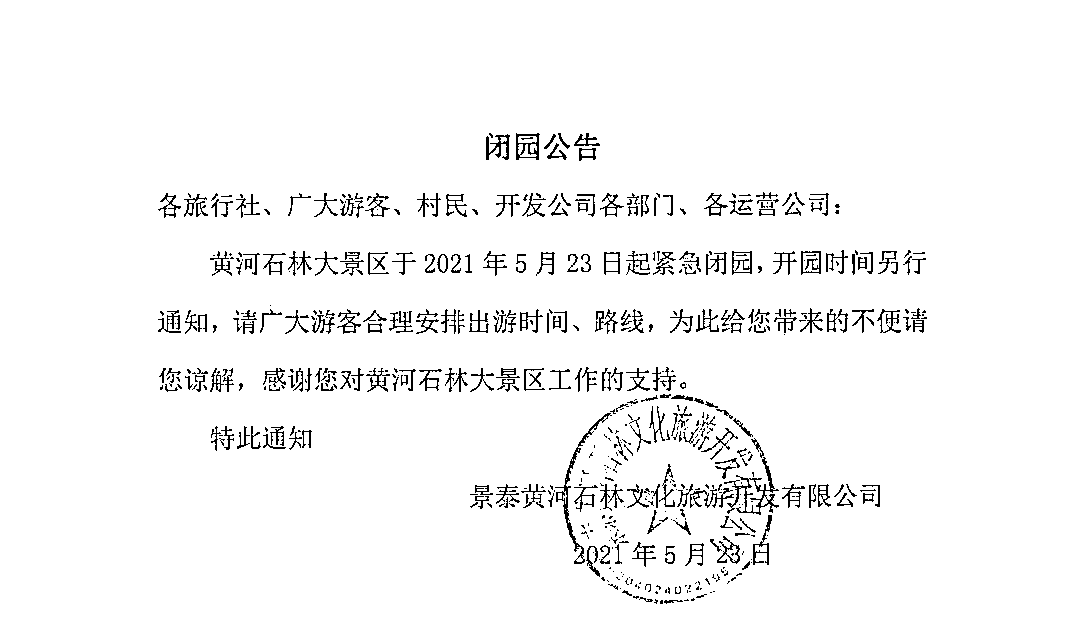 闭园公告
各旅行社、广大游客、村民、开发公司各部门、各运营公司：
黄河石林大景区于 2021 年 5 月 23 日起紧急闭园，开园时间另行
通知，请广大游客合理安排出游时间、路线，为此给您带来的不便请
您谅解，感谢您对黄河石林大景区工作的支持。
特此通知
石林文化旅游开发有限公司
景泰黄河石林文化旅游开发有限公司
2021 年 5 月 23 日